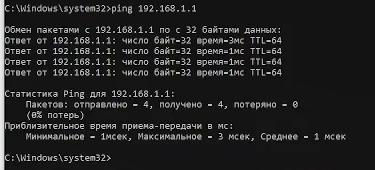 C:\Windows\system32>ping 192.168.1.1
Обмен пакетами с 192.168.1.1 по с 32 байтами данных:
Ответ от 192.168.1.1: число байт=32 время=3мс TTL=64
Ответ от 192.168.1.1: число байт=32 время=1мс TTL=64
Ответ от 192.168.1.1: число байт=32 время=1мс TTL=64
Ответ от 192.168.1.1: число байт=32 время=1мс TTL=64
Статистика Ping для 192.168.1.1:
Пакетов: отправлено = 4, получено = 4, потеряно = 0
(0% потерь)
Приблизительное время приема-передачи в мс:
Минимальное = 1мсек, Максимальное = 3 мсек, Среднее = 1 мсек
C:\Windows\system32>